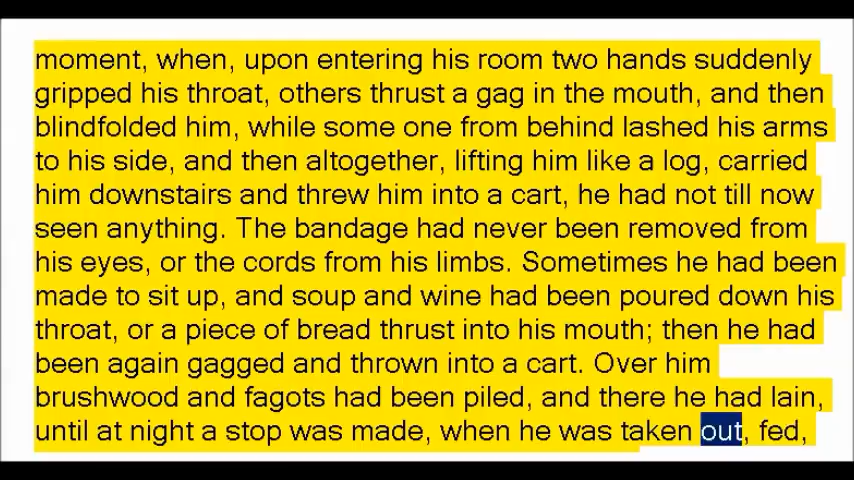 moment, when, upon entering his room two hands suddenly
gripped his throat, others thrust a gag in the mouth, and then
blindfolded him, while some one from behind lashed his arms
to his side, and then altogether, lifting him like a log, carried
him downstairs and threw him into a cart, he had not till now
seen anything. The bandage had never been removed from
his eyes, or the cords from his limbs. Sometimes he had been
made to sit up, and soup and wine had been poured down his
throat, or a piece of bread thrust into his mouth; then he had
been again gagged and thrown into a cart. Over him
brushwood and fagots had been piled, and there he had lain,
until at night a stop was made, when he was taken out, fed,